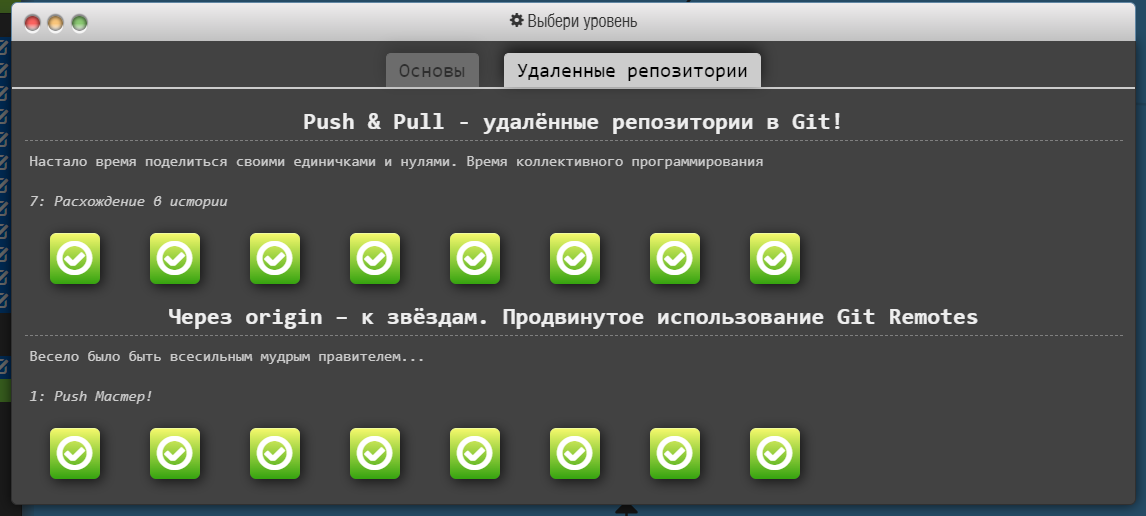 Выбери уровень
Основы
Удаленные репозитории
Push & Pull - удалённые репозитории в Git!
Настало время поделиться своими единичками и нулями. Время коллективного программирования
7: Расхождение в истории
Через origin – к звёздам. Продвинутое использование Git Remotes
Весело было быть всесильным мудрым правителем...
1: Push Мастер!